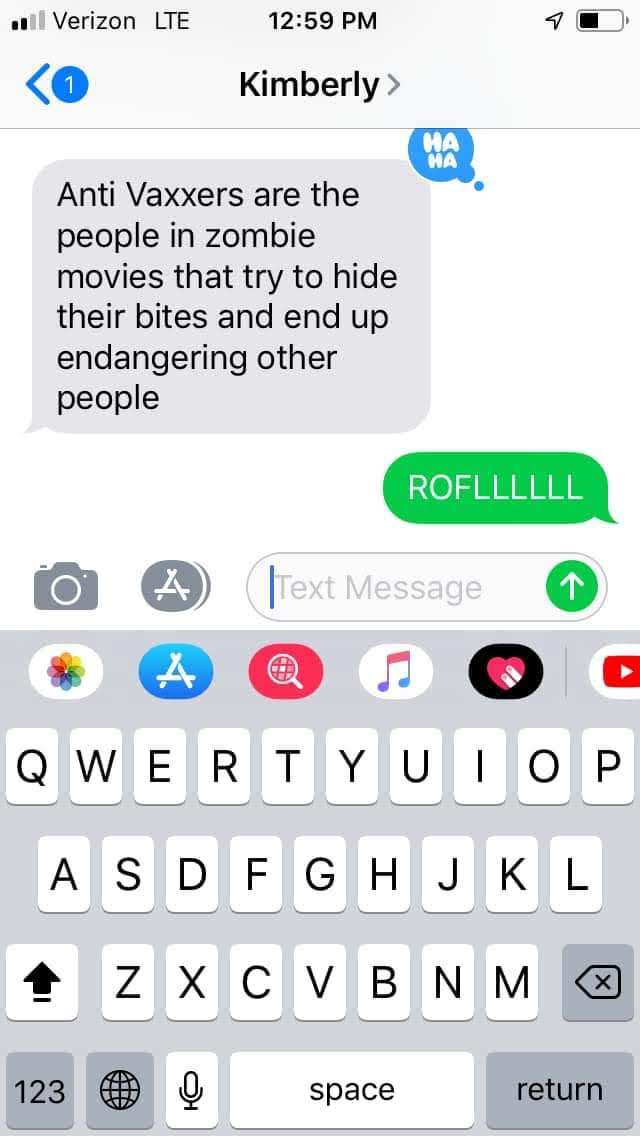 Verizon LTE 12:59 PM
1 Kimberly
HA
HA
Anti Vaxxers are the
people in zombie
movies that try to hide
their bites and end up
endangering other
people
ROFLLLLLL
Text Message
Q W E R T Y U I O P
A S D F G H J K L
Z X C V B N M
123 space return